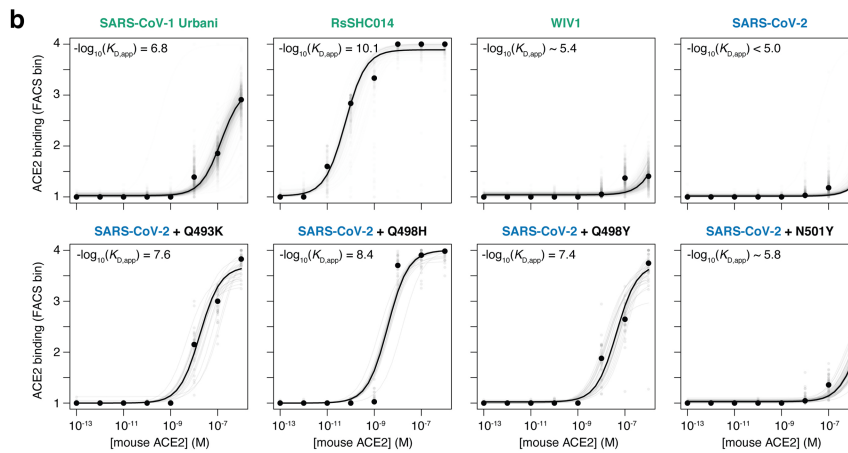 b
SARS-CoV-1 Urbani
RsSHC014
WIV1
SARS-CoV-2
-log10(KD,app) = 6.8
-log10(KD,app) = 10.1
-log10(KD,app) ~ 5.4
-log10(KD,app) < 5.0
ACE2 binding (FACS bin)
4
3
2
1
SARS-CoV-2 + Q493K
SARS-CoV-2 + Q498H
SARS-CoV-2 + Q498Y
SARS-CoV-2 + N501Y
-log10(KD,app) = 7.6
-log10(KD,app) = 8.4
-log10(KD,app) = 7.4
-log10(KD,app) ~ 5.8
ACE2 binding (FACS bin)
4
3
2
1
10-13 10-11 10-9 10-7 10-13 10-11 10-9 10-7 10-13 10-11 10-9 10-7 10-13 10-11 10-9 10-7
[mouse ACE2] (M) [mouse ACE2] (M) [mouse ACE2] (M) [mouse ACE2] (M)